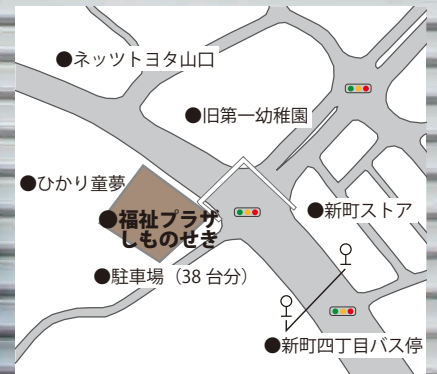 ●ネッツトヨタ山口
●旧第一幼稚園
●ひかり童夢
●福祉プラザ
しものせき
●新町ストア
●駐車場（38 台分）
●新町四丁目バス停